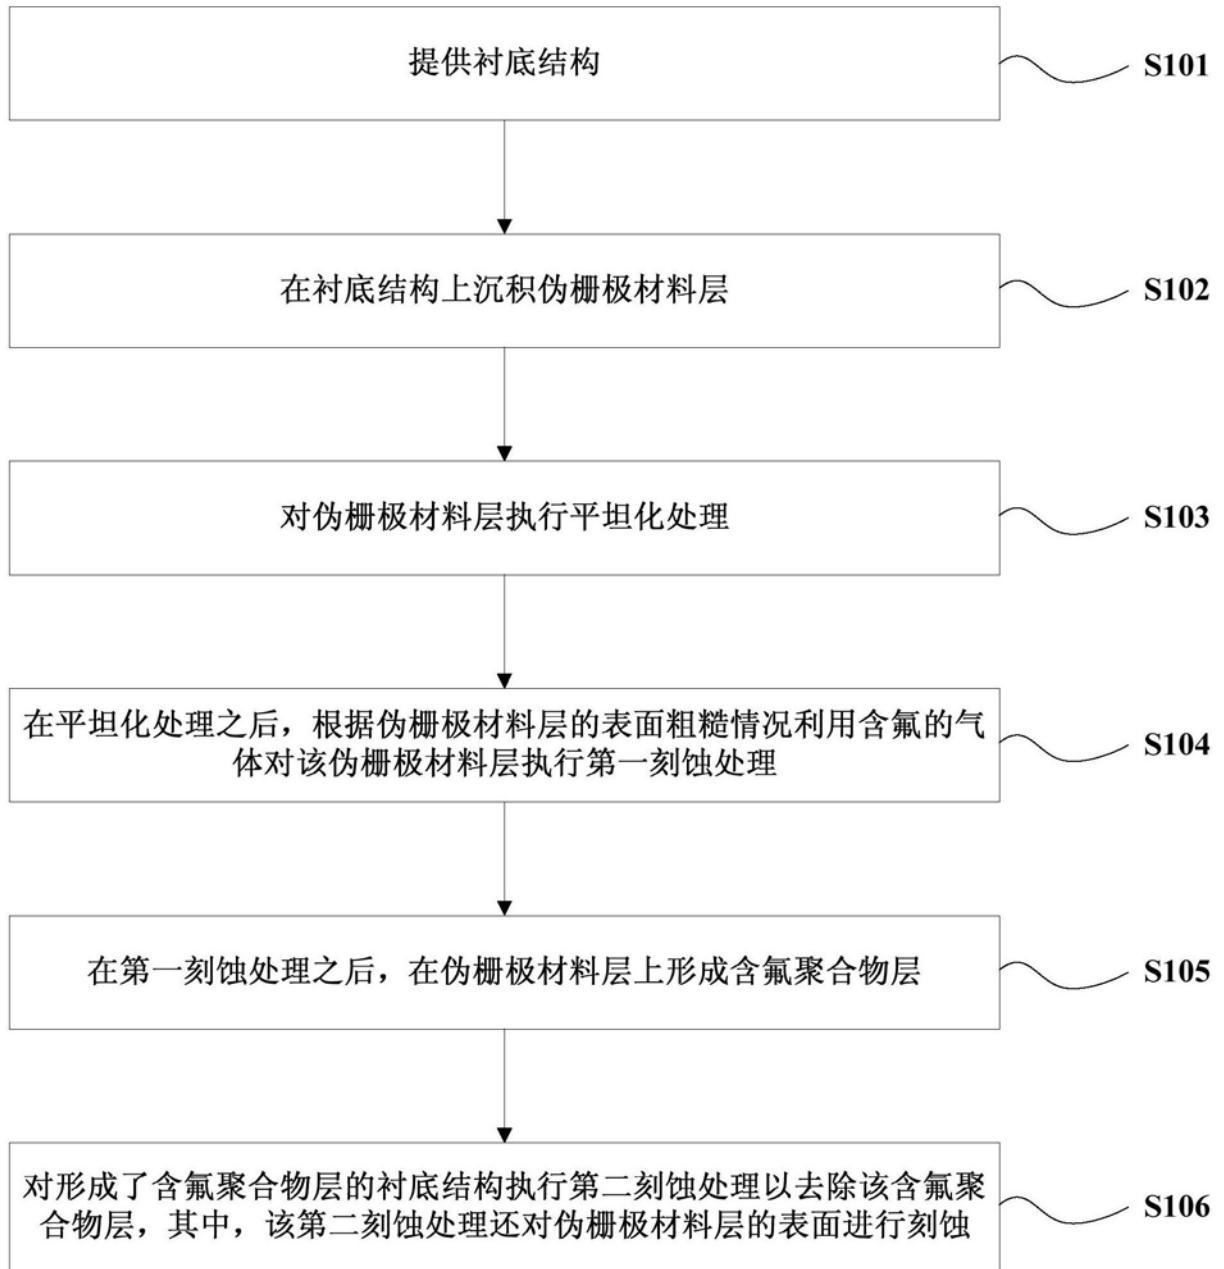 提供衬底结构
S101
在衬底结构上沉积伪栅极材料层
S102
对伪栅极材料层执行平坦化处理
S103
在平坦化处理之后，根据伪栅极材料层的表面粗糙情况利用含氟的气
体对该伪栅极材料层执行第一刻蚀处理
S104
在第一刻蚀处理之后，在伪栅极材料层上形成含氟聚合物层
S105
对形成了含氟聚合物层的衬底结构执行第二刻蚀处理以去除该含氟聚
合物层，其中，该第二刻蚀处理还对伪栅极材料层的表面进行刻蚀
S106